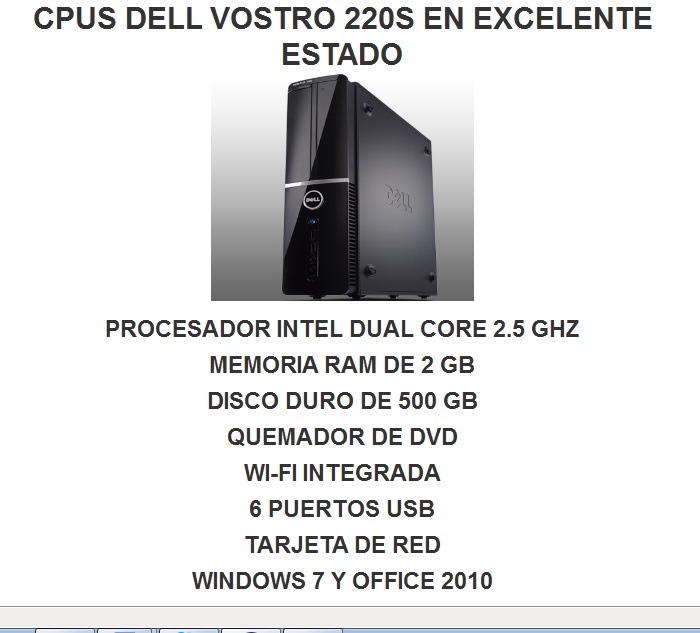 CPUS DELL VOSTRO 220S EN EXCELENTE
ESTADO
DELL
DELL
PROCESADOR INTEL DUAL CORE 2.5 GHZ
MEMORIA RAM DE 2 GB
DISCO DURO DE 500 GB
QUEMADOR DE DVD
WI-FI INTEGRADA
6 PUERTOS USB
TARJETA DE RED
WINDOWS 7 Y OFFICE 2010